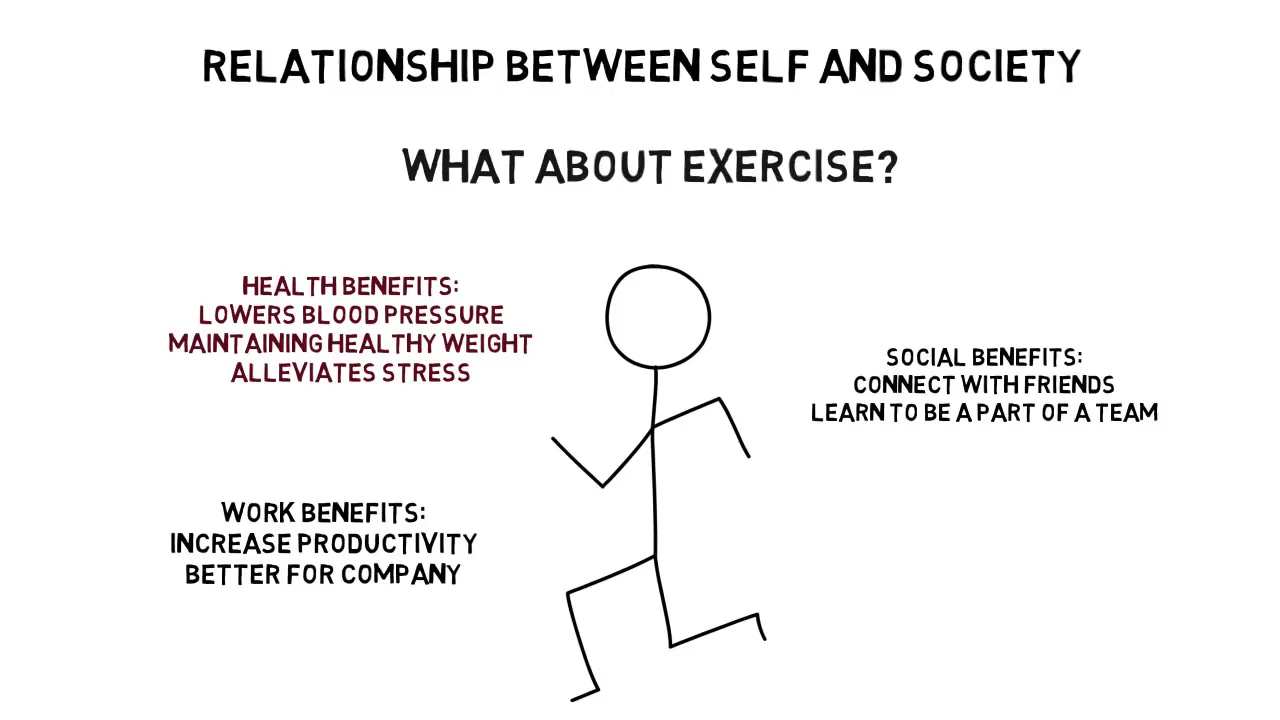 RELATIONSHIP BETWEEN SELF AND SOCIETY
WHAT ABOUT EXERCISE?
HEALTH BENEFITS:
LOWERS BLOOD PRESSURE
MAINTAINING HEALTHY WEIGHT
ALLEVIATES STRESS
SOCIAL BENEFITS:
CONNECT WITH FRIENDS
LEARN TO BE A PART OF A TEAM
WORK BENEFITS:
INCREASE PRODUCTIVITY
BETTER FOR COMPANY